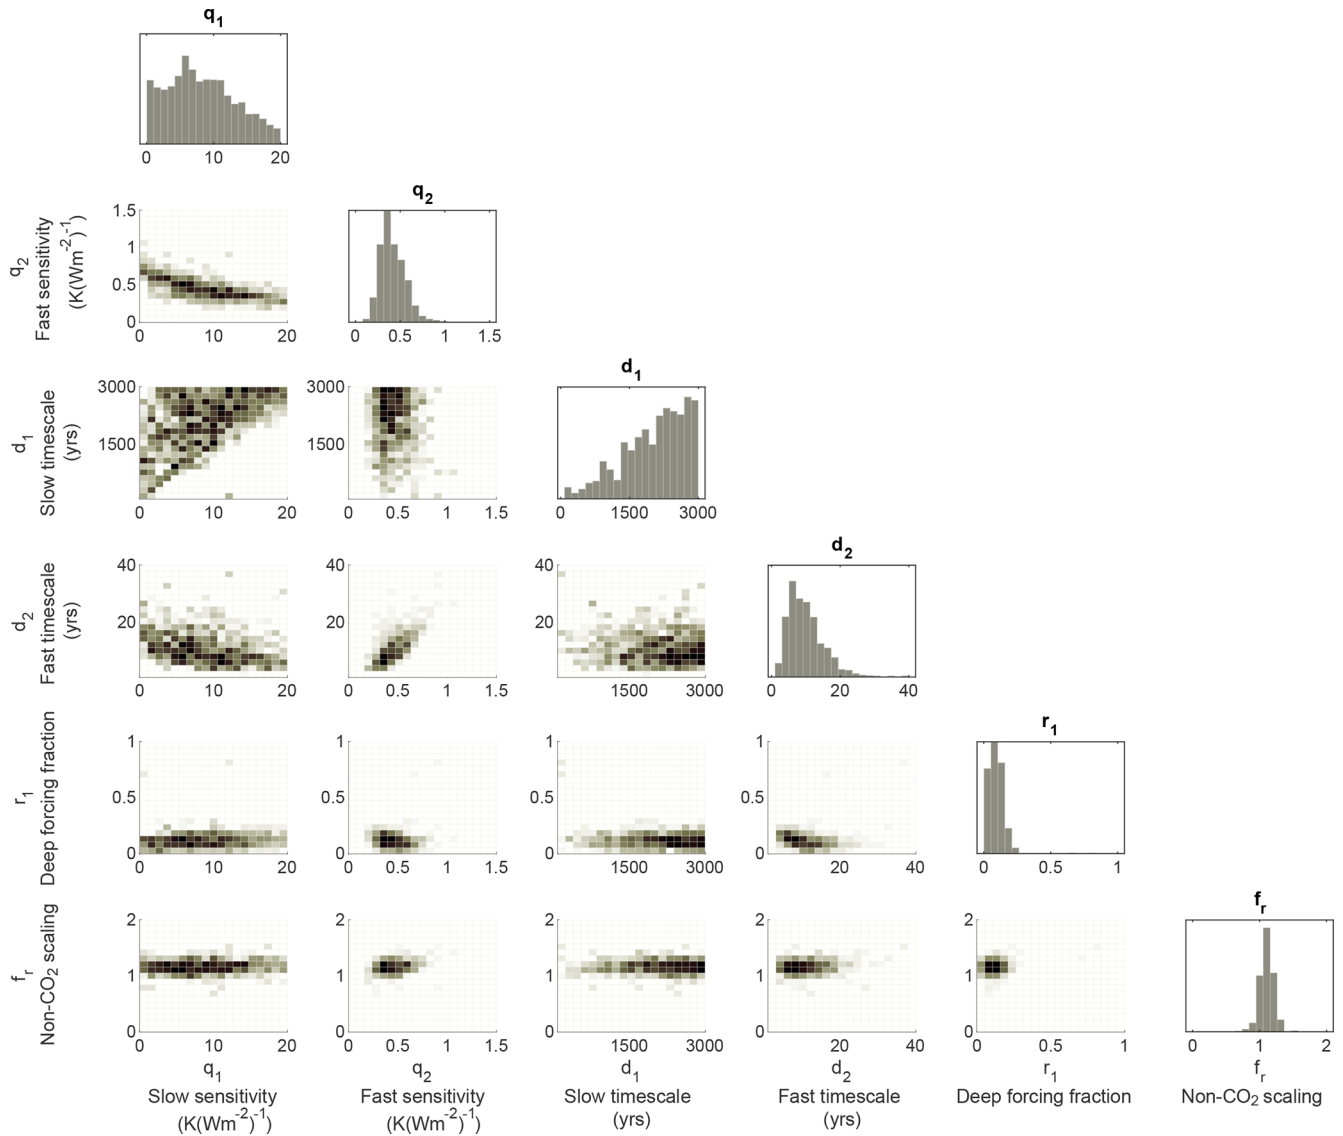 q1
0 10 20
q2
Fast sensitivity
(K(Wm-2)-1)
1.5
1
0.5
0
0 10 20
q2
0 0.5 1 1.5
d1
Slow timescale
(yrs)
3000
1500
0 10 20
3000
1500
0 0.5 1 1.5
d1
0 1500 3000
d2
Fast timescale
(yrs)
40
20
0 10 20
40
20
0 0.5 1 1.5
40
20
1500 3000
d2
0 20 40
r1
Deep forcing fraction
1
0.5
0
0 10 20
1
0.5
0
0 0.5 1 1.5
1
0.5
0
1500 3000
1
0.5
0
0 20 40
r1
0 0.5 1
fr
Non-CO2 scaling
2
1
0
0 10 20
q1
Slow sensitivity
(K(Wm-2)-1)
2
1
0
0 0.5 1 1.5
q2
Fast sensitivity
(K(Wm-2)-1)
2
1
0
1500 3000
d1
Slow timescale
(yrs)
2
1
0
0 20 40
d2
Fast timescale
(yrs)
2
1
0
0 0.5 1
r1
Deep forcing fraction
fr
0 1 2
fr
Non-CO2 scaling